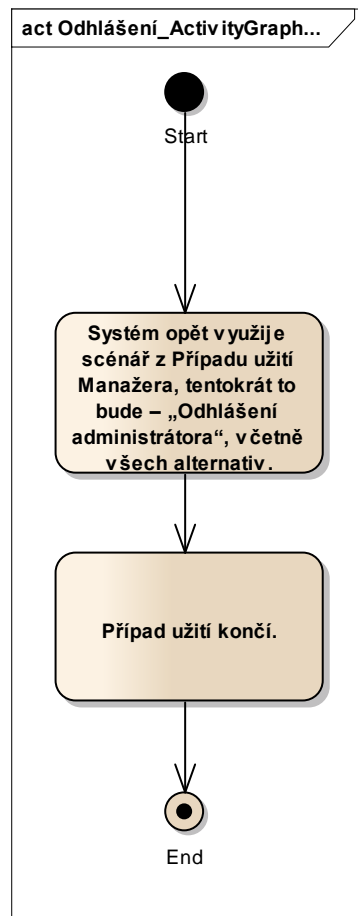 act Odhlášení_ActivityGraph...
Start
Systém opět využije
scénář z Případu užití
Manažera, tentokrát to
bude – „Odhlášení
administrátora“, včetně
všech alternativ.
Případ užití končí.
End